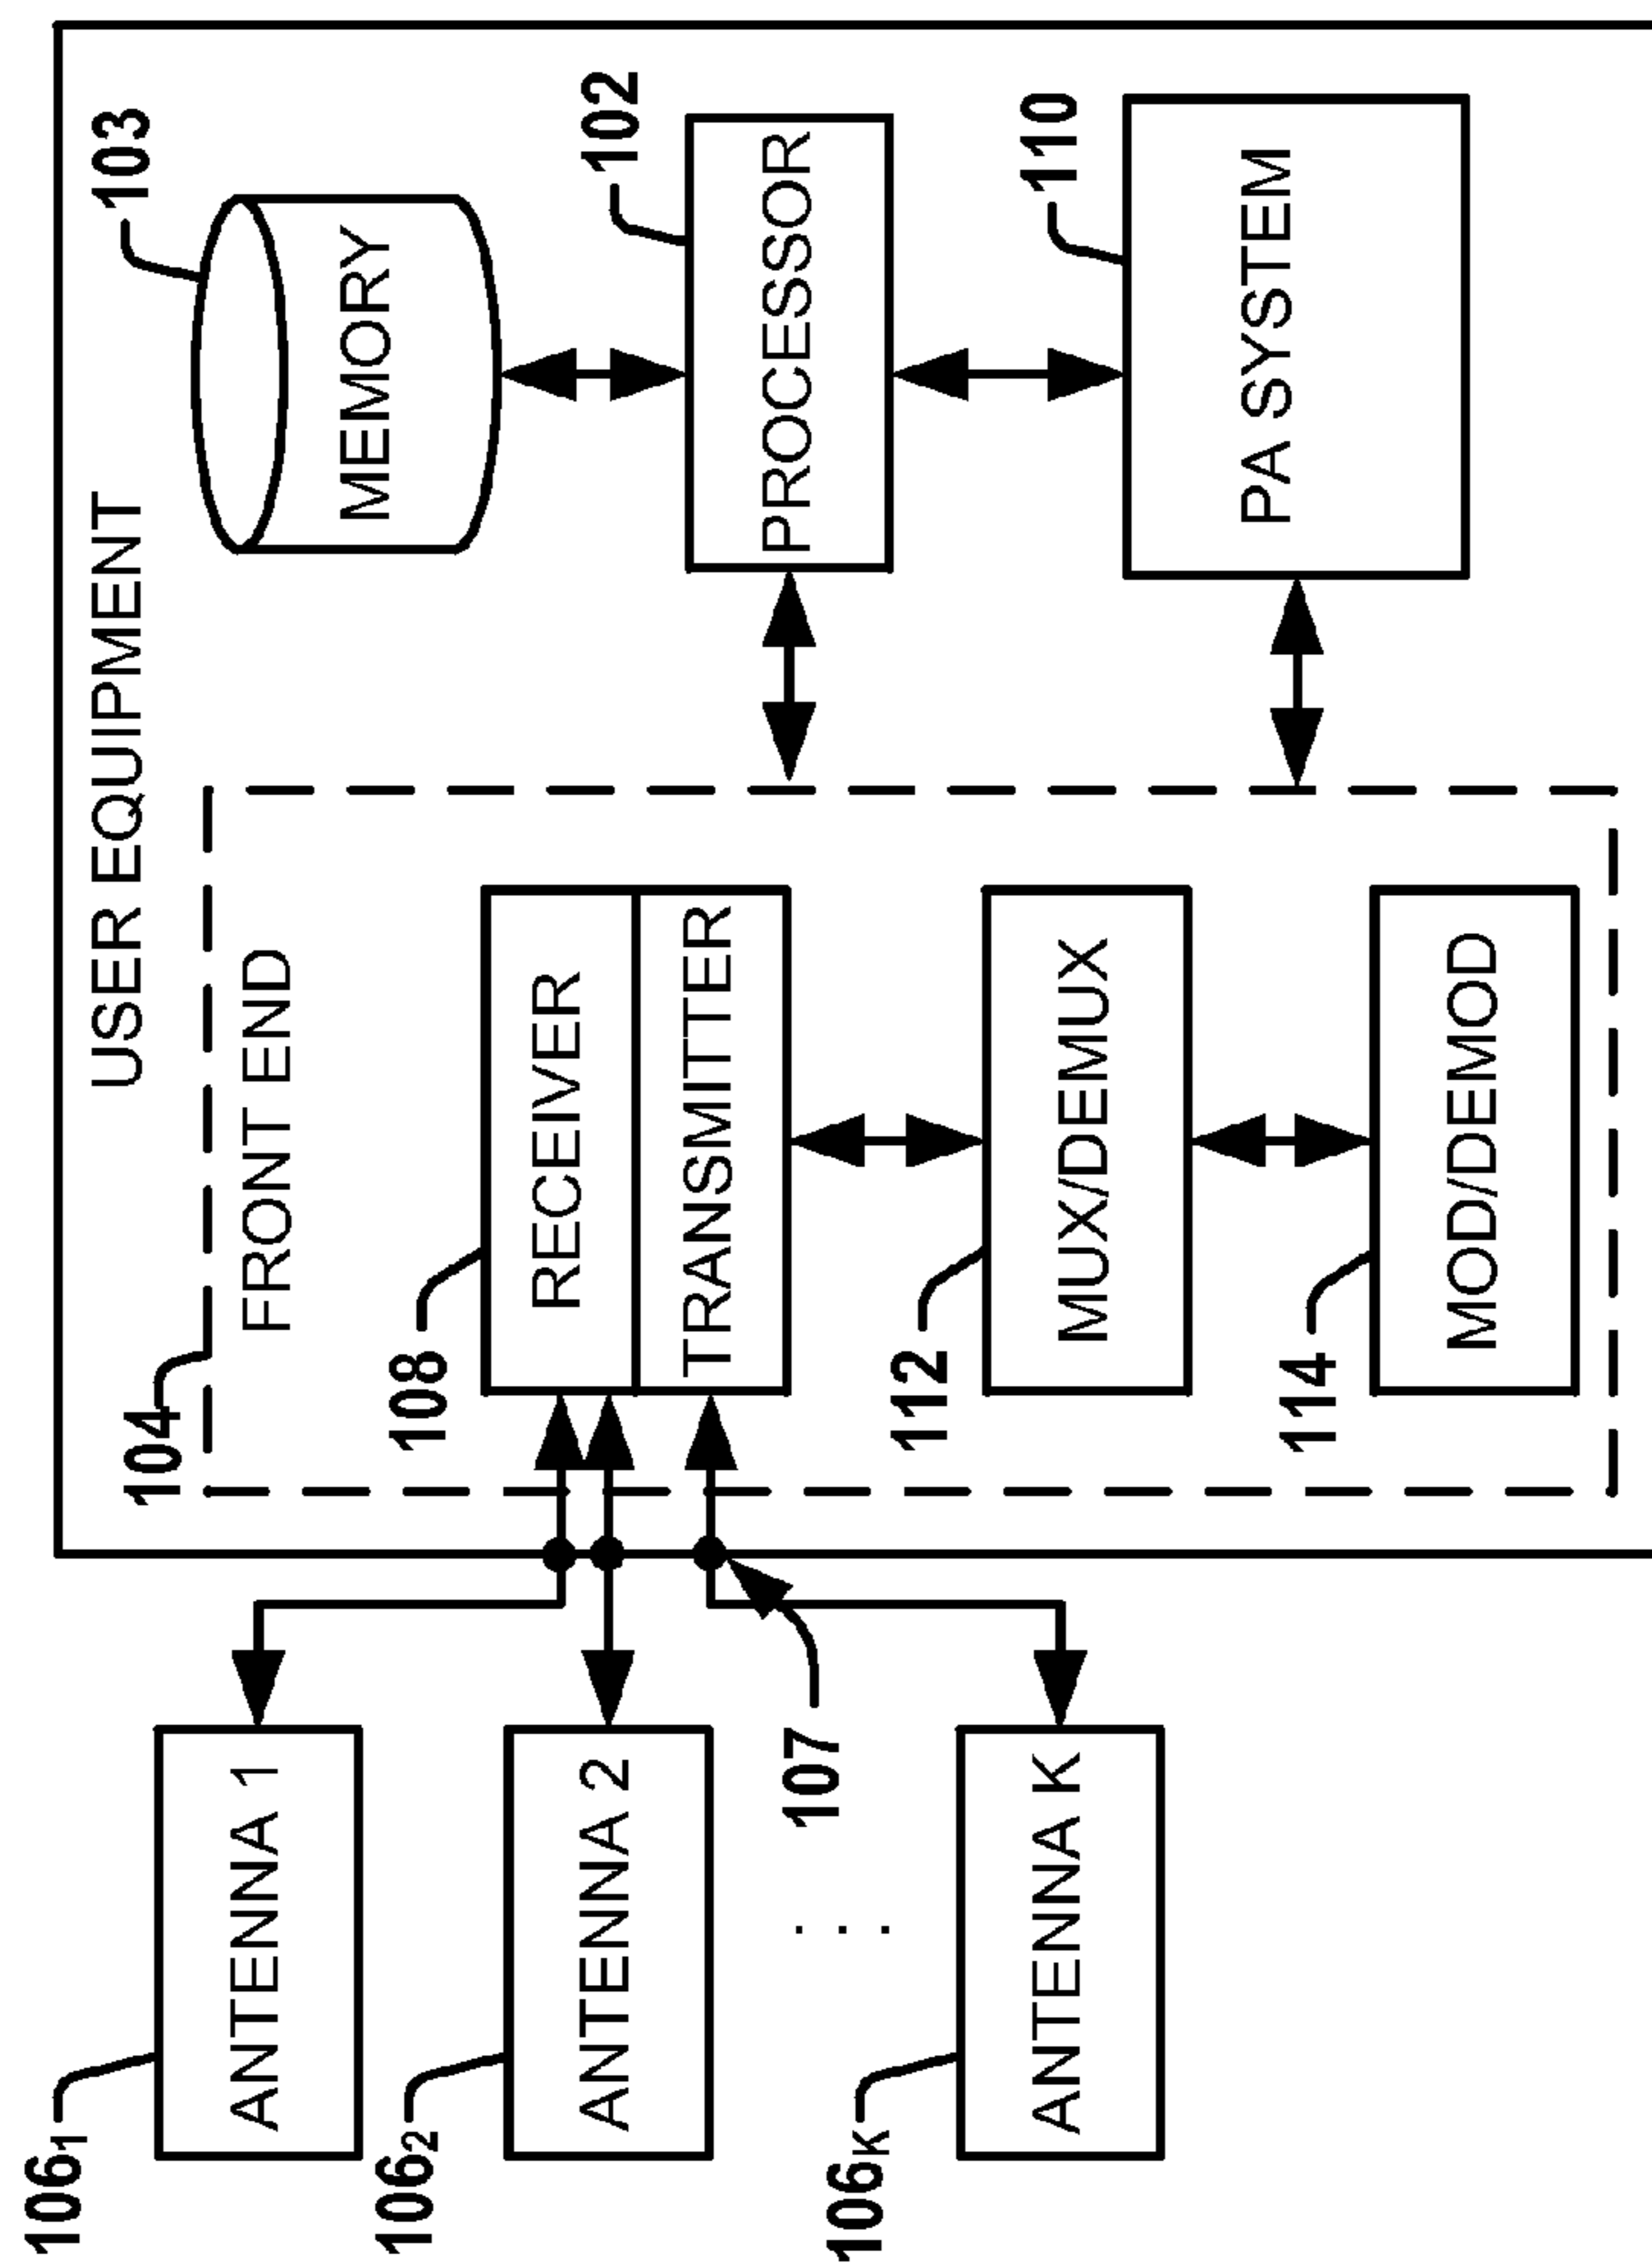 USER EQUIPMENT
104
FRONT END
103
MEMORY
106₁
ANTENNA 1
108
RECEIVER
TRANSMITTER
102
PROCESSOR
106₂
ANTENNA 2
107
112
MUX/DEMUX
110
PA SYSTEM
106K
ANTENNA K
114
MOD/DEMOD